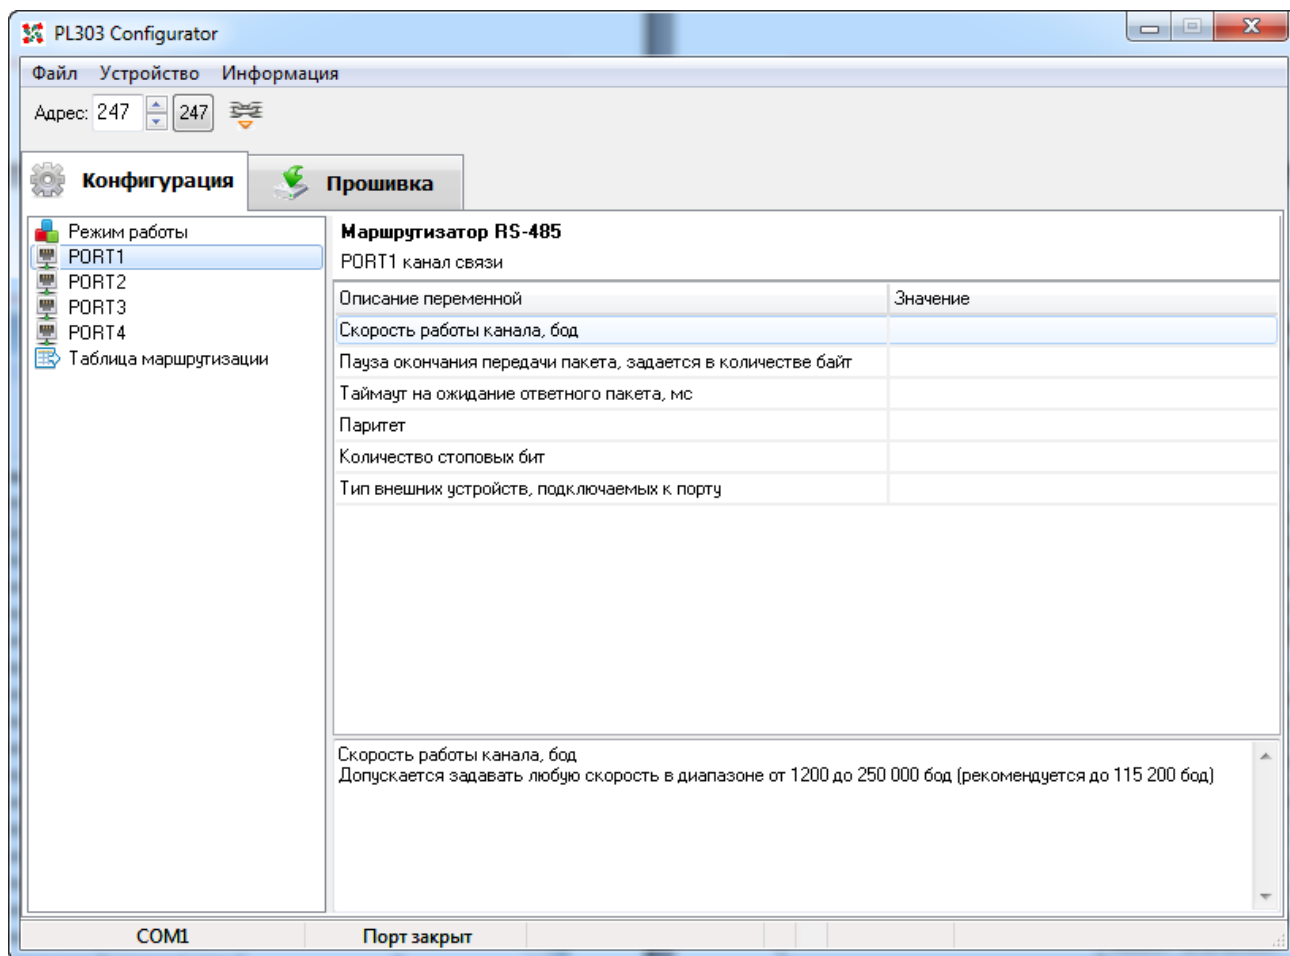 PL303 Configurator
Файл Устройство Информация
Адрес: 247 247
Конфигурация Прошивка
Режим работы
PORT1
PORT2
PORT3
PORT4
Таблица маршрутизации
Маршрутизатор RS-485
PORT1 канал связи
Описание переменной Значение
Скорость работы канала, бод
Пауза окончания передачи пакета, задается в количестве байт
Таймаут на ожидание ответного пакета, мс
Паритет
Количество стоповых бит
Тип внешних устройств, подключаемых к порту
Скорость работы канала, бод
Допускается задавать любую скорость в диапазоне от 1200 до 250 000 бод (рекомендуется до 115 200 бод)
COM1 Порт закрыт